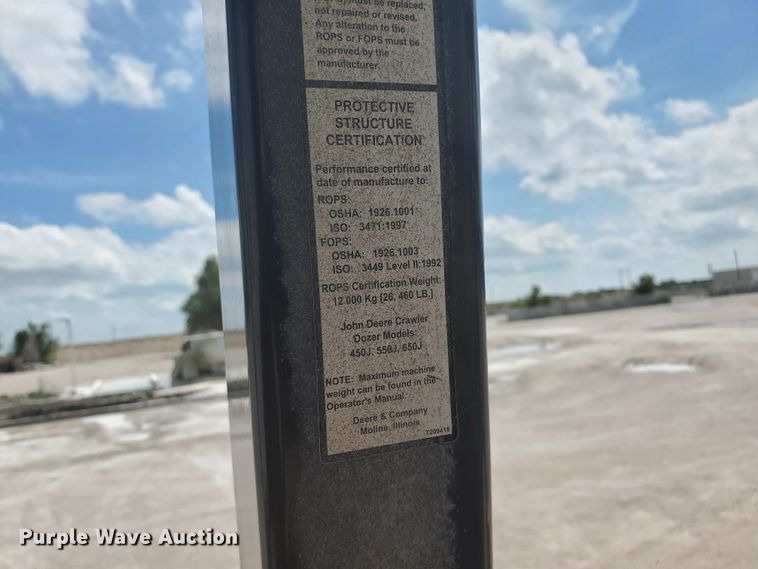 must be replaced,
not repaired or revised.
Any alteration to the
ROPS or FOPS must be
approved by the
manufacturer.
PROTECTIVE
STRUCTURE
CERTIFICATION
Performance certified at
date of manufacture to:
ROPS:
OSHA: 1926.1001
ISO: 3471:1997
FOPS:
OSHA: 1926.1003
ISO: 3449 Level II:1992
ROPS Certification Weight:
12 000 Kg [26, 460 LB.]
John Deere Crawler
Dozer Models:
450J, 550J, 650J
NOTE: Maximum machine
weight can be found in the
Operator's Manual.
Deere & Company
Moline, Illinois
T209418
Purple Wave Auction